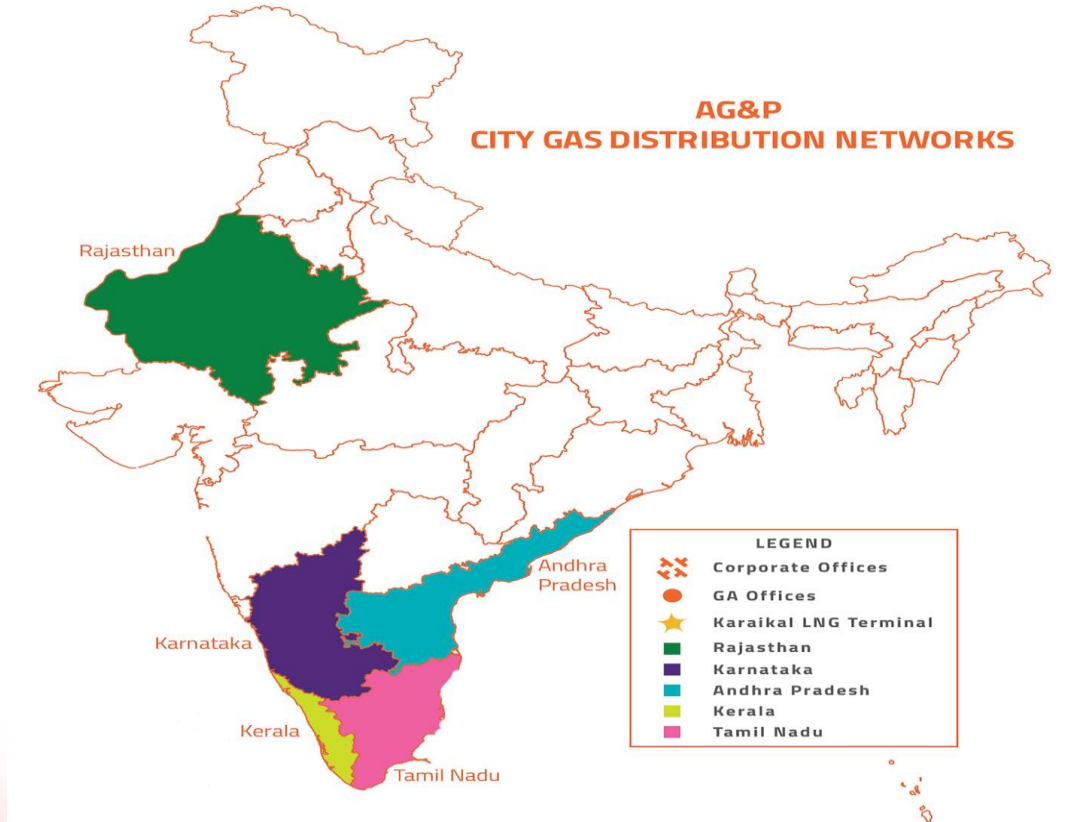 AG&P
CITY GAS DISTRIBUTION NETWORKS
Rajasthan
Andhra
Pradesh
Karnataka
Kerala
Tamil Nadu
LEGEND
Corporate Offices
GA Offices
Karaikal LNG Terminal
Rajasthan
Karnataka
Andhra Pradesh
Kerala
Tamil Nadu